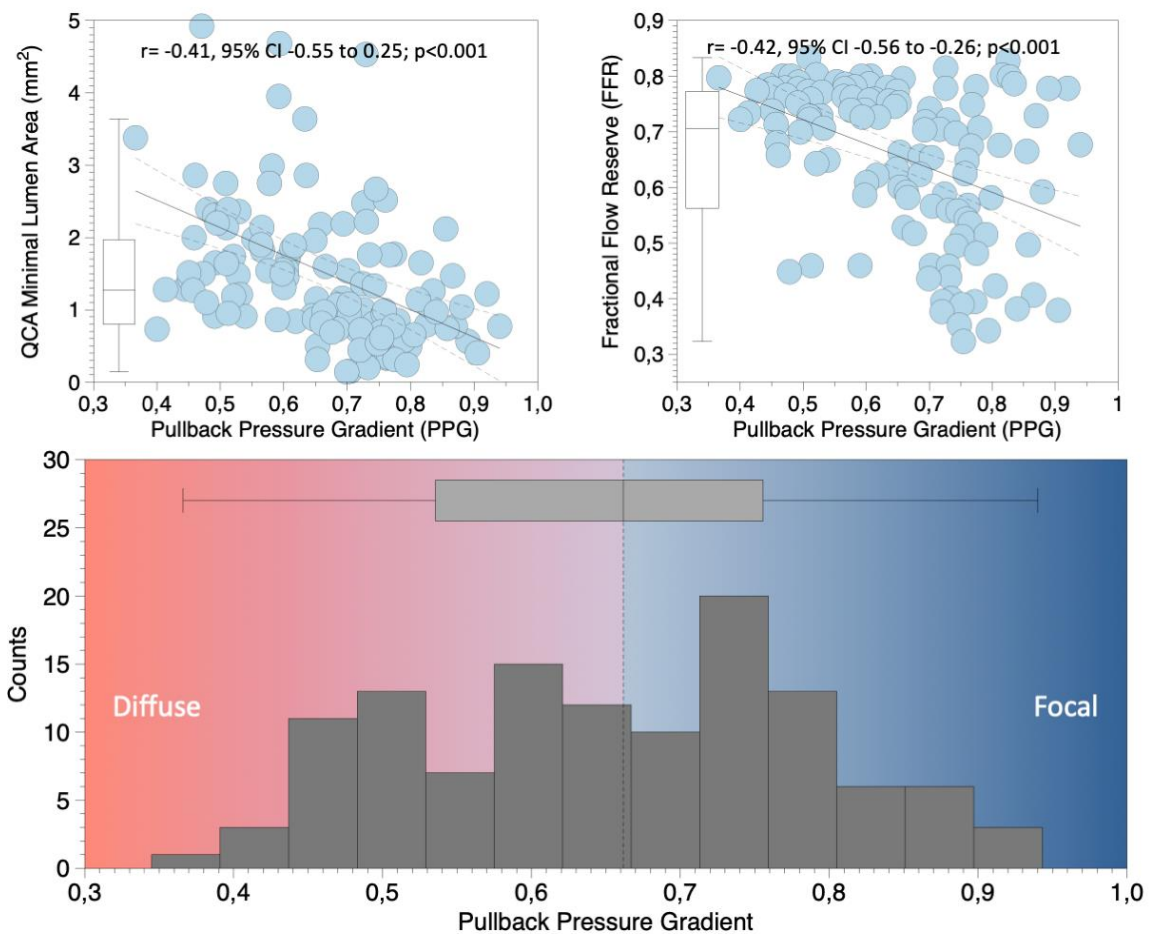 QCA Minimal Lumen Area (mm²)
r= -0.41, 95% CI -0.55 to 0.25; p<0.001
5
4
3
2
1
0
0,3 0,4 0,5 0,6 0,7 0,8 0,9 1,0
Pullback Pressure Gradient (PPG)
Fractional Flow Reserve (FFR)
r= -0.42, 95% CI -0.56 to -0.26; p<0.001
0,9
0,8
0,7
0,6
0,5
0,4
0,3
0,3 0,4 0,5 0,6 0,7 0,8 0,9 1
Pullback Pressure Gradient (PPG)
Counts
30
25
20
15
10
5
0
Diffuse
Focal
0,3 0,4 0,5 0,6 0,7 0,8 0,9 1,0
Pullback Pressure Gradient